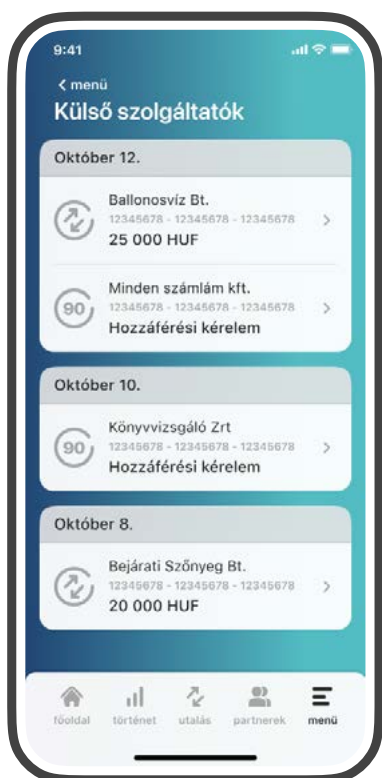 9:41
< menü
Külső szolgáltatók
Október 12.
Ballonosvíz Bt.
12345678 - 12345678 - 12345678
25 000 HUF
90
Minden számlám kft.
12345678 - 12345678 - 12345678
Hozzáférési kérelem
Október 10.
90
Könyvvizsgáló Zrt
12345678 - 12345678 - 12345678
Hozzáférési kérelem
Október 8.
Bejárati Szőnyeg Bt.
12345678 - 12345678 - 12345678
20 000 HUF
főoldal történet utalás partnerek menü